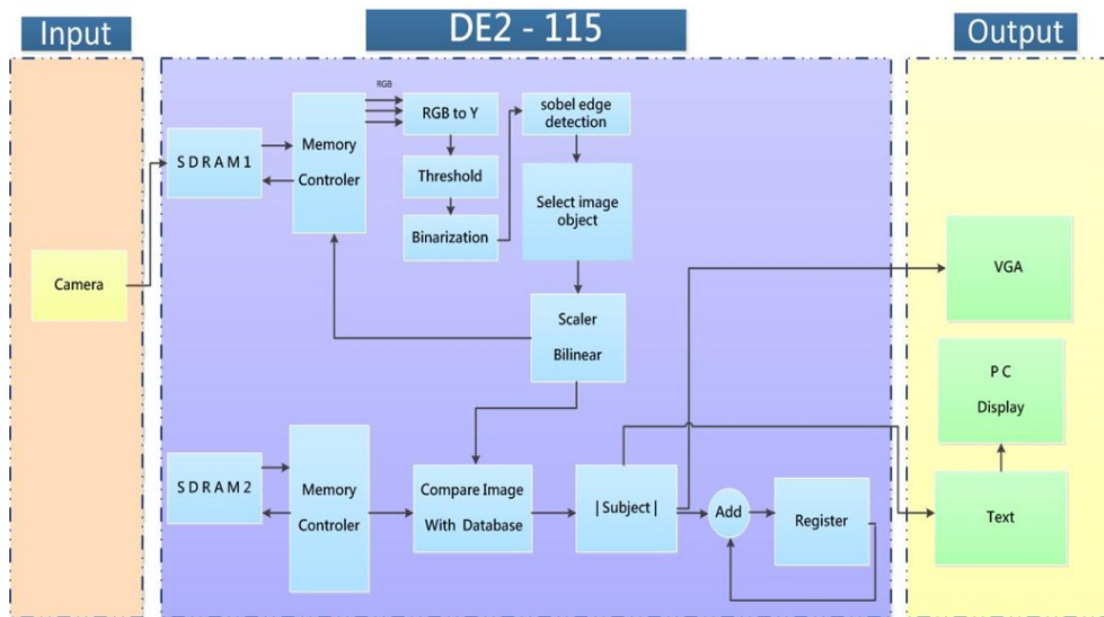 Input
DE2 - 115
Output
RGB
SDRAM1
Memory
Controler
RGB to Y
Threshold
Binarization
sobel edge
detection
Select image
object
Camera
Scaler
Bilinear
VGA
PC
Display
SDRAM2
Memory
Controler
Compare Image
With Database
|Subject|
Add
Register
Text